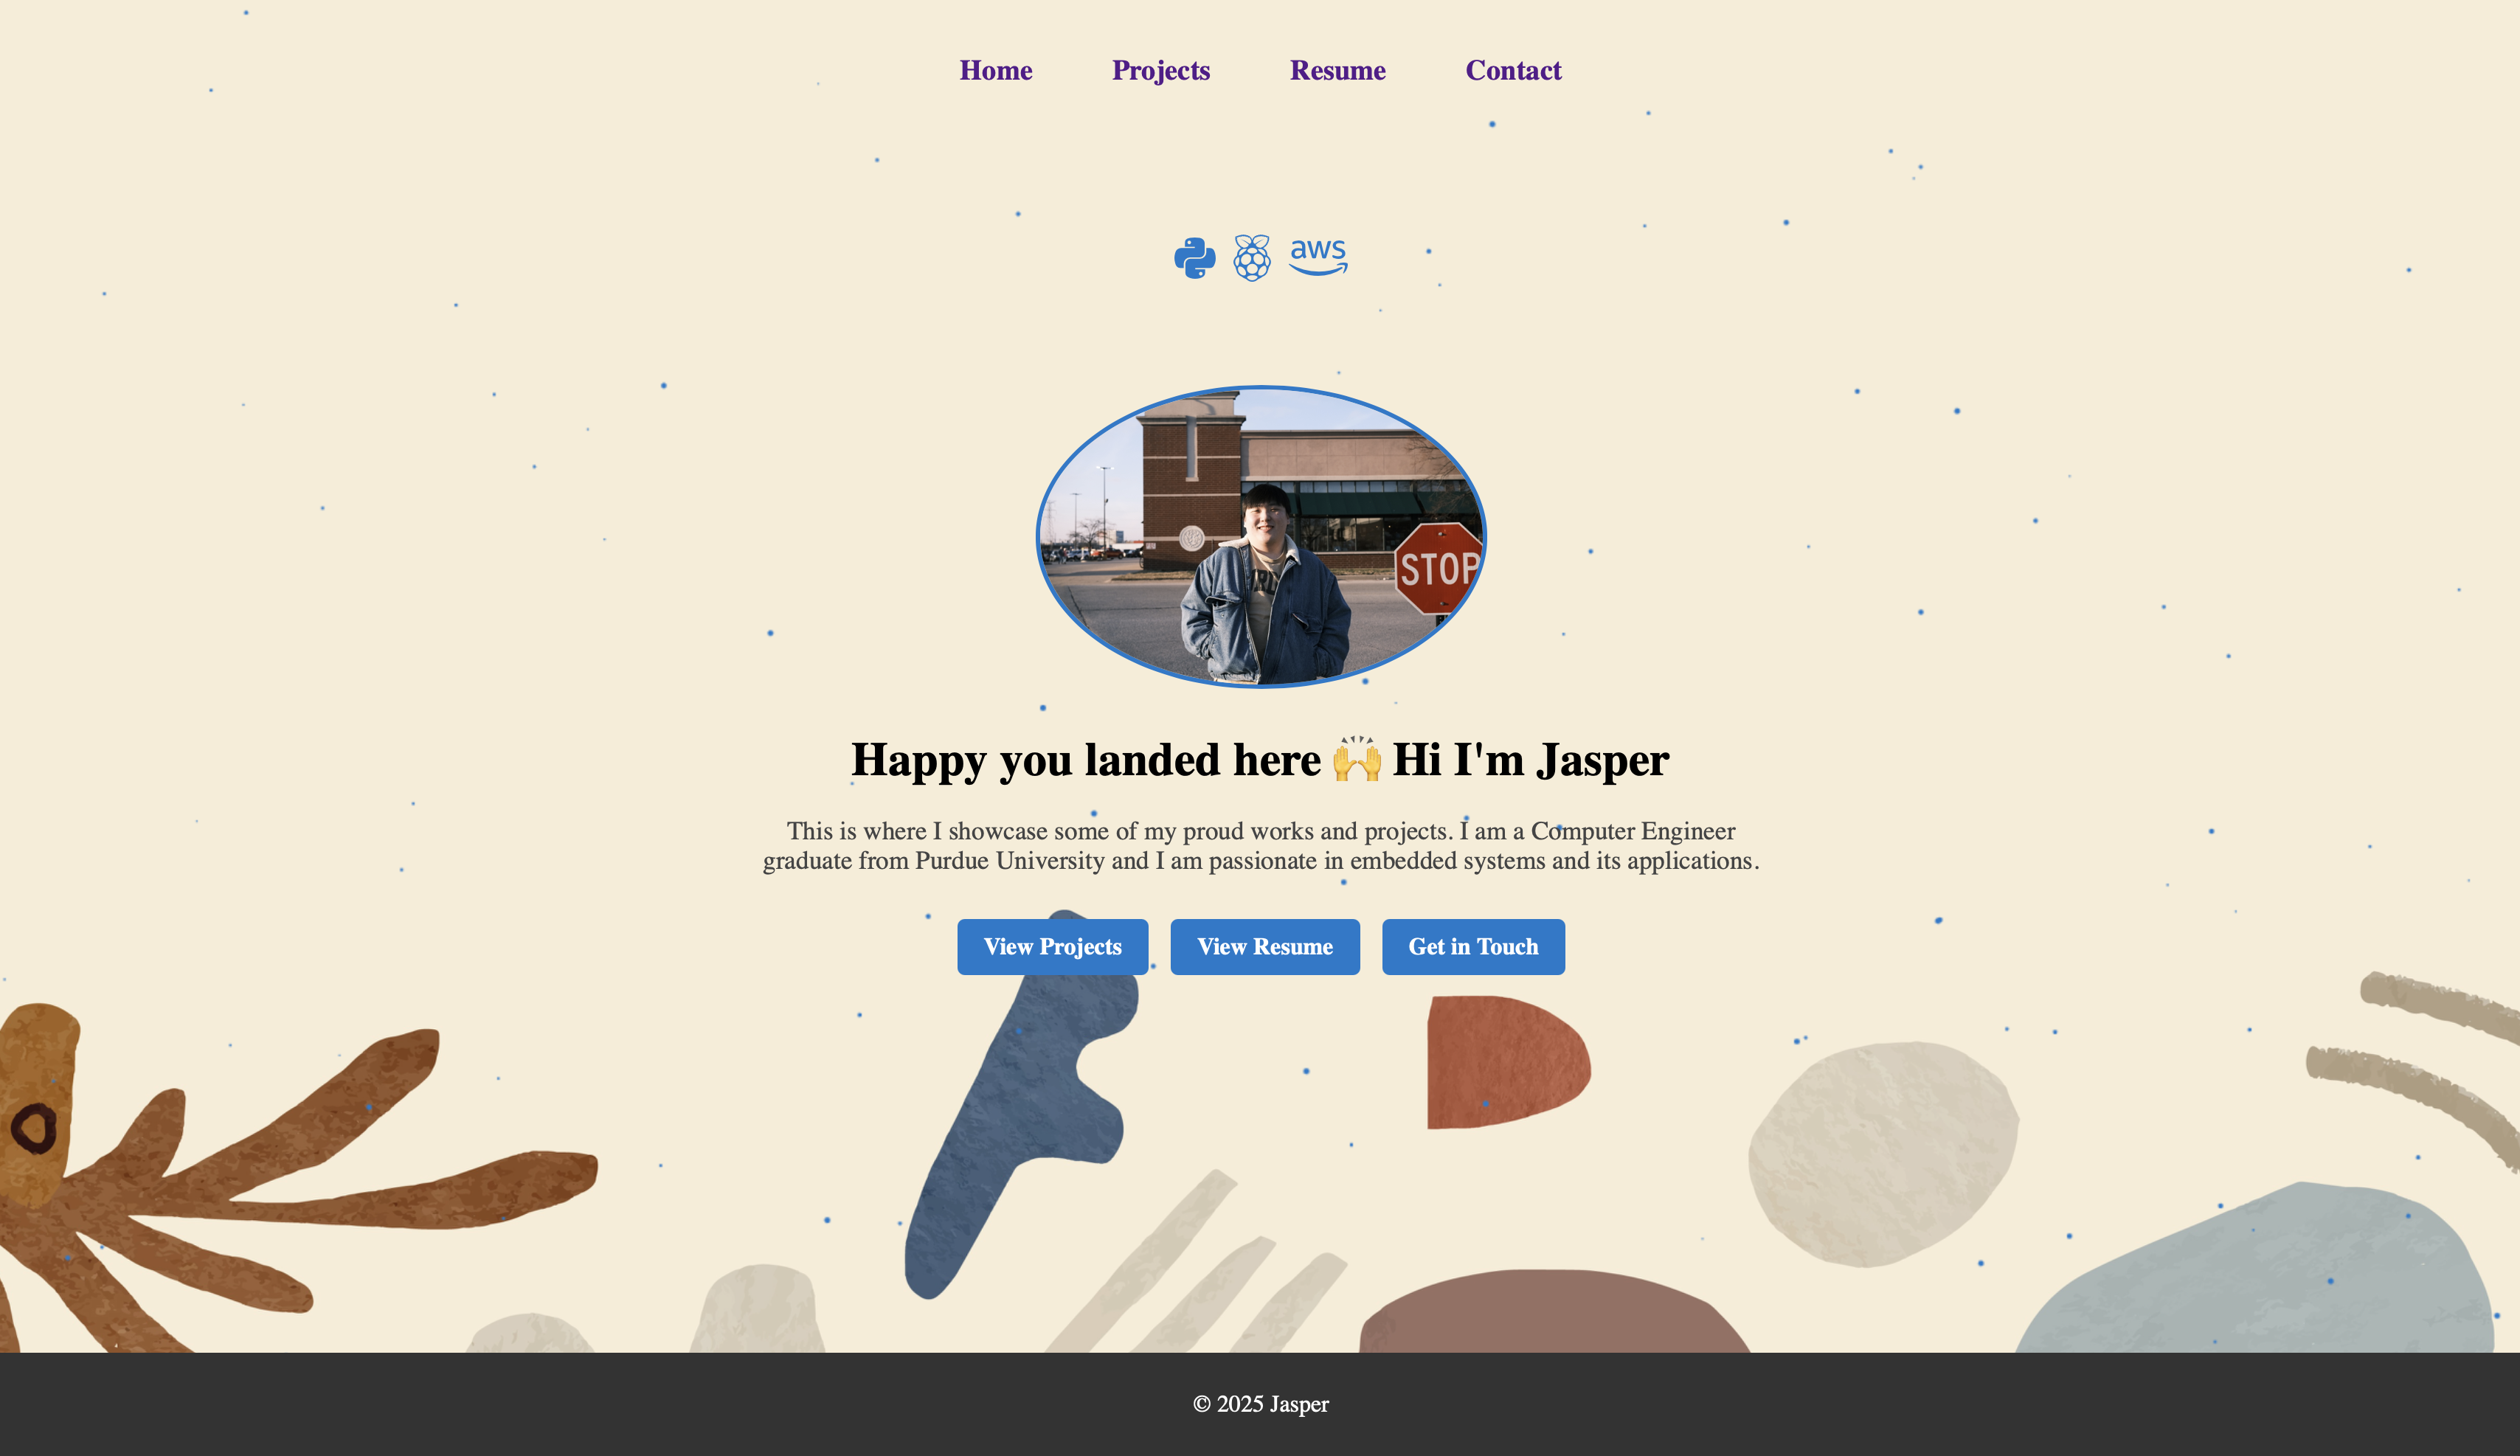 Home Projects Resume Contact
aws
STOP
Happy you landed here 🙌 Hi I'm Jasper
This is where I showcase some of my proud works and projects. I am a Computer Engineer
graduate from Purdue University and I am passionate in embedded systems and its applications.
View Projects View Resume Get in Touch
© 2025 Jasper